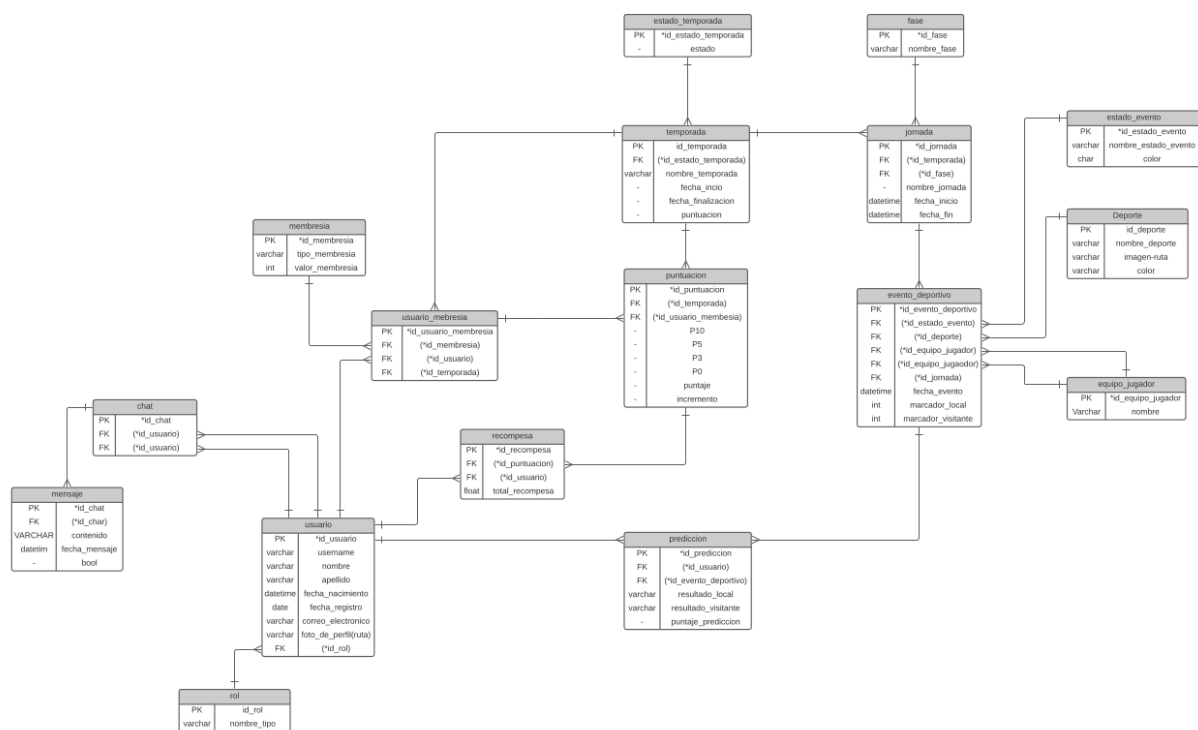 estado_temporada
PK *id_estado_temporada
- estado
fase
PK *id_fase
varchar nombre_fase
temporada
PK id_temporada
FK (*id_estado_temporada)
varchar nombre_temporada
- fecha_incio
- fecha_finalizacion
- puntuacion
jornada
PK *id_jornada
FK (*id_temporada)
FK (*id_fase)
- nombre_jornada
datetime fecha_inicio
datetime fecha_fin
estado_evento
PK *id_estado_evento
varchar nombre_estado_evento
char color
Deporte
PK id_deporte
varchar nombre_deporte
varchar imagen-ruta
varchar color
membresia
PK *id_membresia
varchar tipo_membresia
int valor_membresia
puntuacion
PK *id_puntuacion
FK (*id_temporada)
FK (*id_usuario_membesia)
- P10
- P5
- P3
- P0
- puntaje
- incremento
evento_deportivo
PK *id_evento_deportivo
FK (*id_estado_evento)
FK (*id_deporte)
FK (*id_equipo_jugador)
FK (*id_equipo_jugaodor)
FK (*id_jornada)
datetime fecha_evento
int marcador_local
int marcador_visitante
usuario_mebresia
PK *id_usuario_membresia
FK (*id_membresia)
FK (*id_usuario)
FK (*id_temporada)
equipo_jugador
PK *id_equipo_jugador
Varchar nombre
chat
PK *id_chat
FK (*id_usuario)
FK (*id_usuario)
recompesa
PK *id_recompesa
FK (*id_puntuacion)
FK (*id_usuario)
float total_recompesa
mensaje
PK *id_chat
FK (*id_char)
VARCHAR contenido
datetim fecha_mensaje
- bool
usuario
PK *id_usuario
varchar username
varchar nombre
varchar apellido
datetime fecha_nacimiento
date fecha_registro
varchar correo_electronico
varchar foto_de_perfil(ruta)
FK (*id_rol)
prediccion
PK *id_prediccion
FK (*id_usuario)
FK (*id_evento_deportivo)
varchar resultado_local
varchar resultado_visitante
- puntaje_prediccion
rol
PK id_rol
varchar nombre_tipo